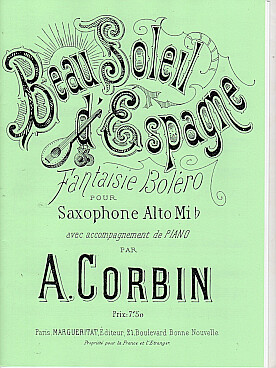 Beau Soleil
d'Espagne
Fantaisie Boléro
POUR
Saxophone Alto Mi♭
avec accompagnement de PIANO
PAR
A. CORBIN
Prix: 7f50
Paris, MARGUERITAT, Éditeur, 21, Boulevard Bonne Nouvelle.
Propriété pour la France et l'Étranger